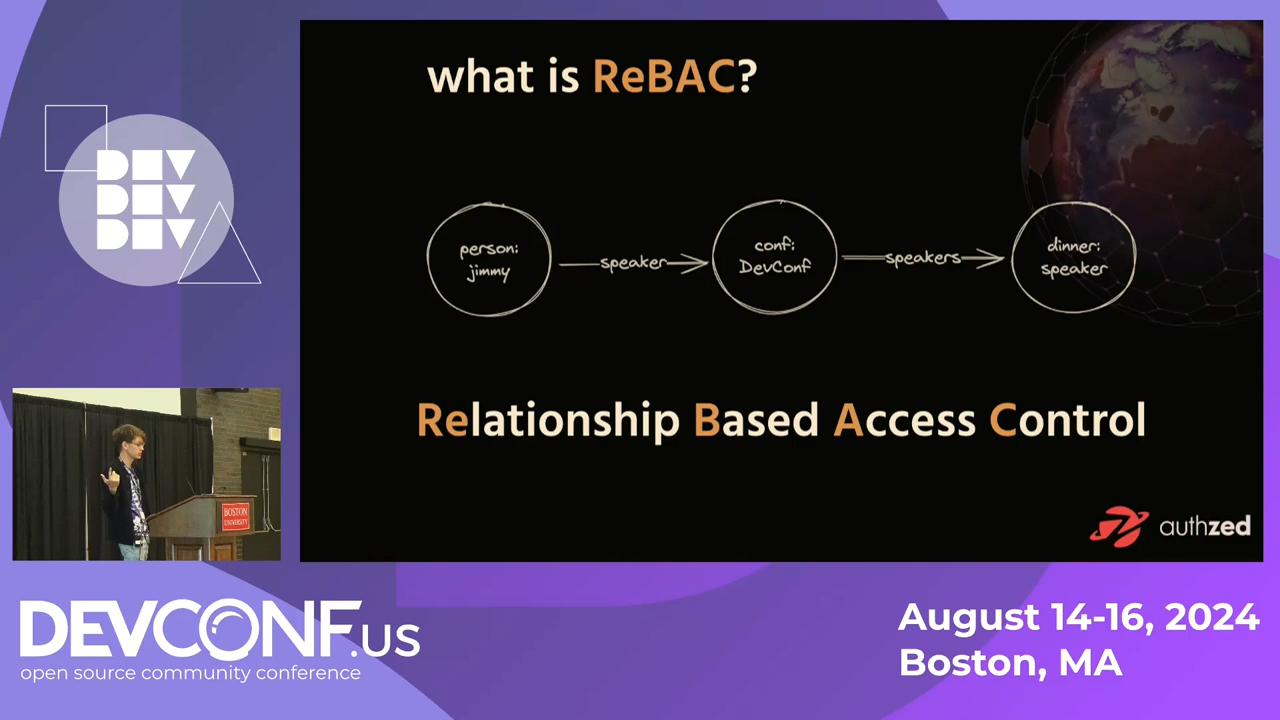 what is ReBAC?
person:
jimmy
speaker
conf:
DevConf
speakers
dinner:
speaker
Relationship Based Access Control
authzed
DEV
DEV
DEV
BOSTON
UNIVERSITY
DEVCONF.US
open source community conference
August 14-16, 2024
Boston, MA